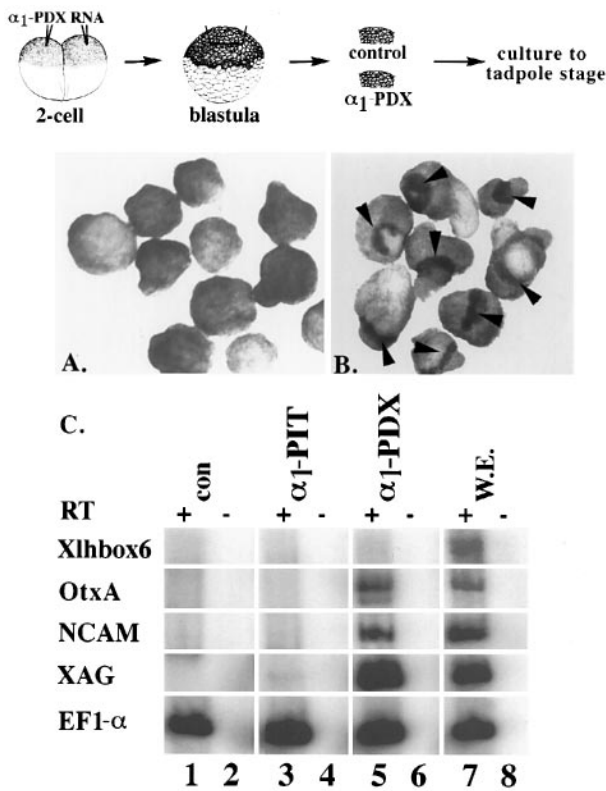 α1-PDX RNA
2-cell
blastula
control
α1-PDX
culture to
tadpole stage
A.
B.
C.
con
α1-PIT
α1-PDX
W.E.
RT + - + - + - + -
Xlhbox6
OtxA
NCAM
XAG
EF1-α
1 2 3 4 5 6 7 8